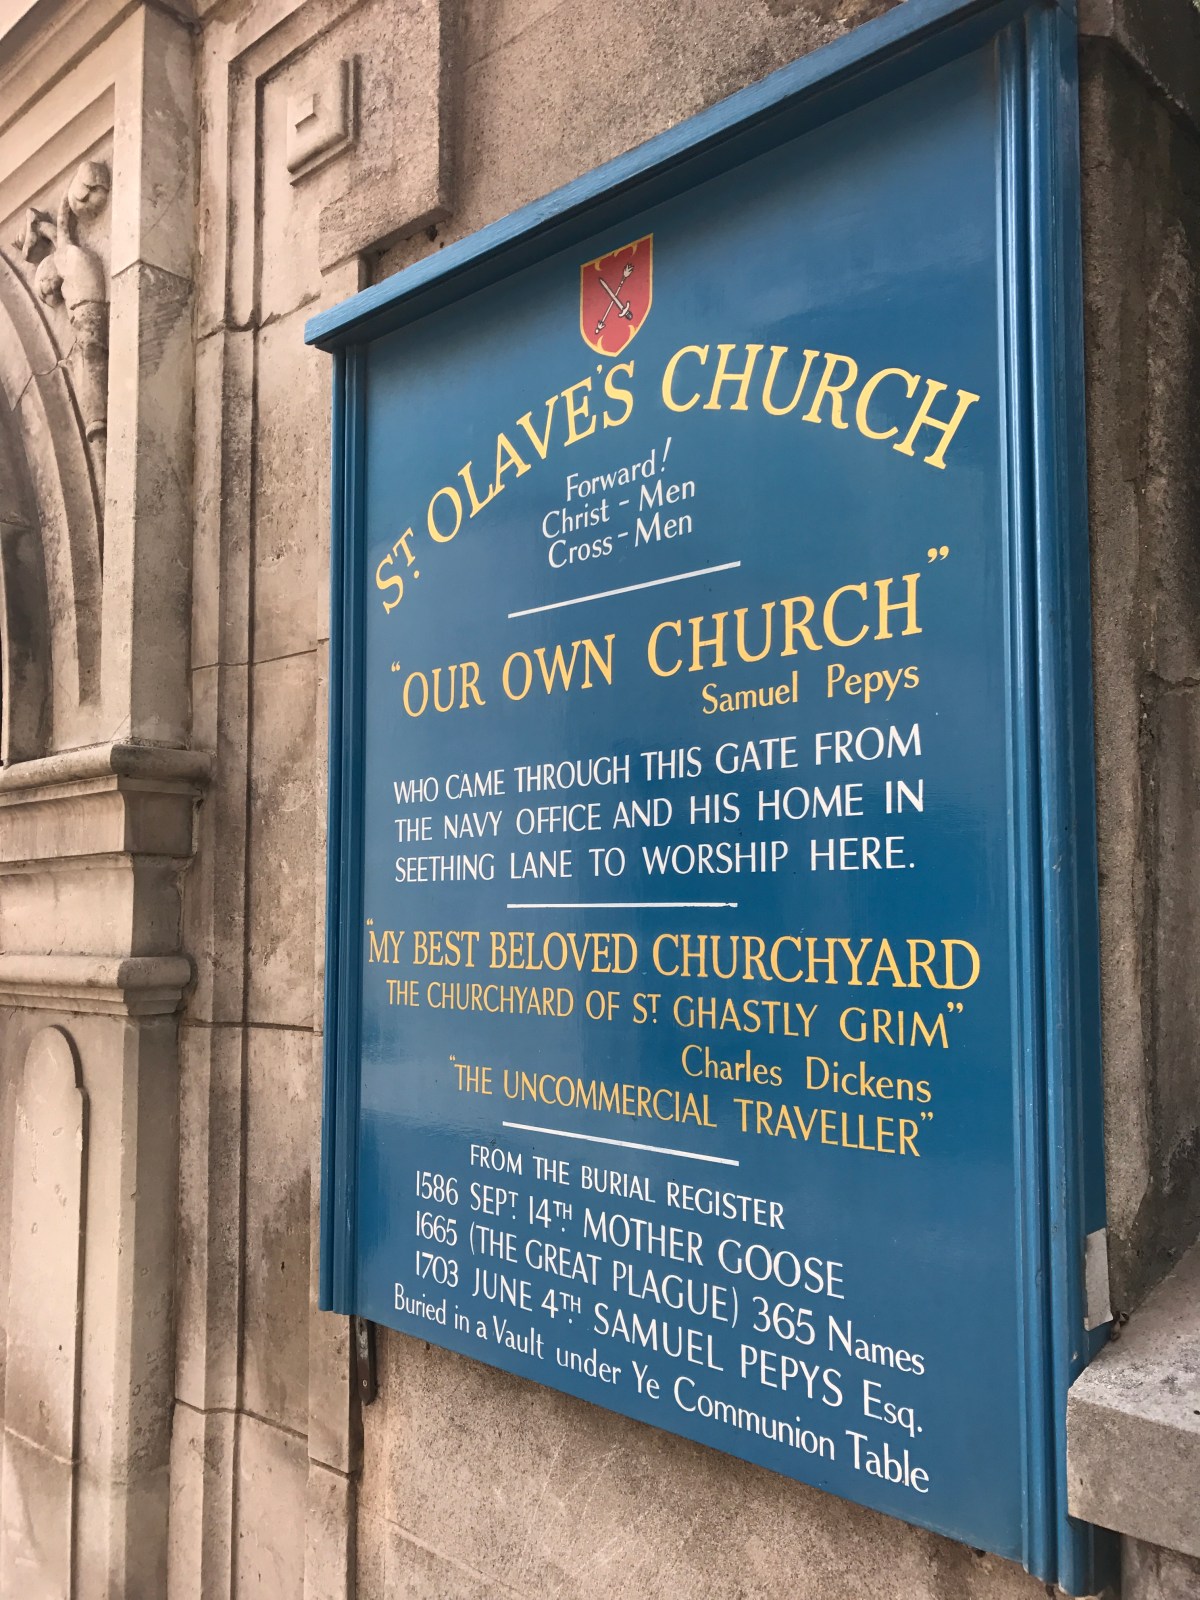 ST. OLAVE'S CHURCH
Forward!
Christ - Men
Cross - Men
“OUR OWN CHURCH”
Samuel Pepys
WHO CAME THROUGH THIS GATE FROM
THE NAVY OFFICE AND HIS HOME IN
SEETHING LANE TO WORSHIP HERE.
“MY BEST BELOVED CHURCHYARD
THE CHURCHYARD OF ST. GHASTLY GRIM”
Charles Dickens
“THE UNCOMMERCIAL TRAVELLER”
FROM THE BURIAL REGISTER
1586 SEPT. 14TH. MOTHER GOOSE
1665 (THE GREAT PLAGUE) 365 Names
1703 JUNE 4TH. SAMUEL PEPYS Esq.
Buried in a Vault under Ye Communion Table